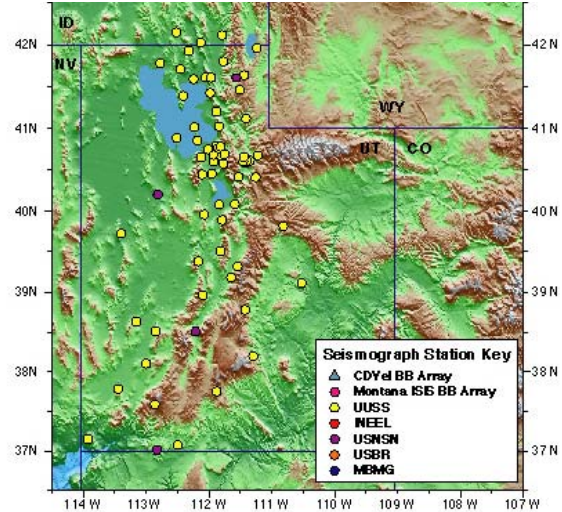 ID
42N
42N
NV
WY
41N
41N
UT
CO
40N
40N
39N
39N
Seismograph Station Key
CDYel BB Array
38N
38N
Montana ISIS BB Array
UUSS
INEEL
USNSN
37N
USBR
37N
MBMG
114 W
113 W
112 W
111 W
110 W
109 W
108 W
107 W